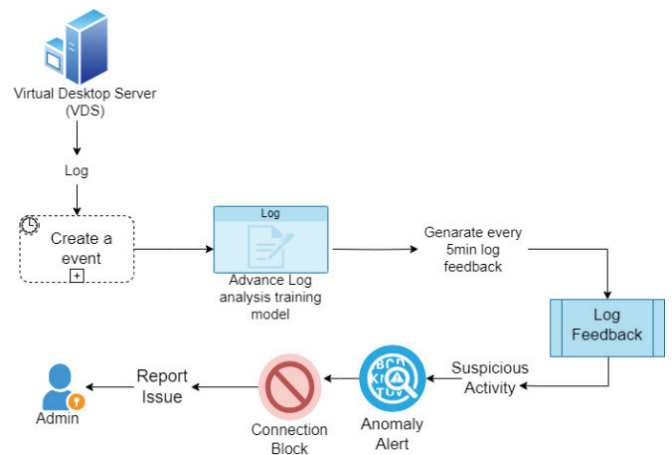 Virtual Desktop Server
(VDS)
Log
Create a
event
+
Log
Advance Log
analysis training
model
Genarate every
5min log
feedback
Log
Feedback
Suspicious
Activity
Anomaly
Alert
Connection
Block
Report
Issue
Admin